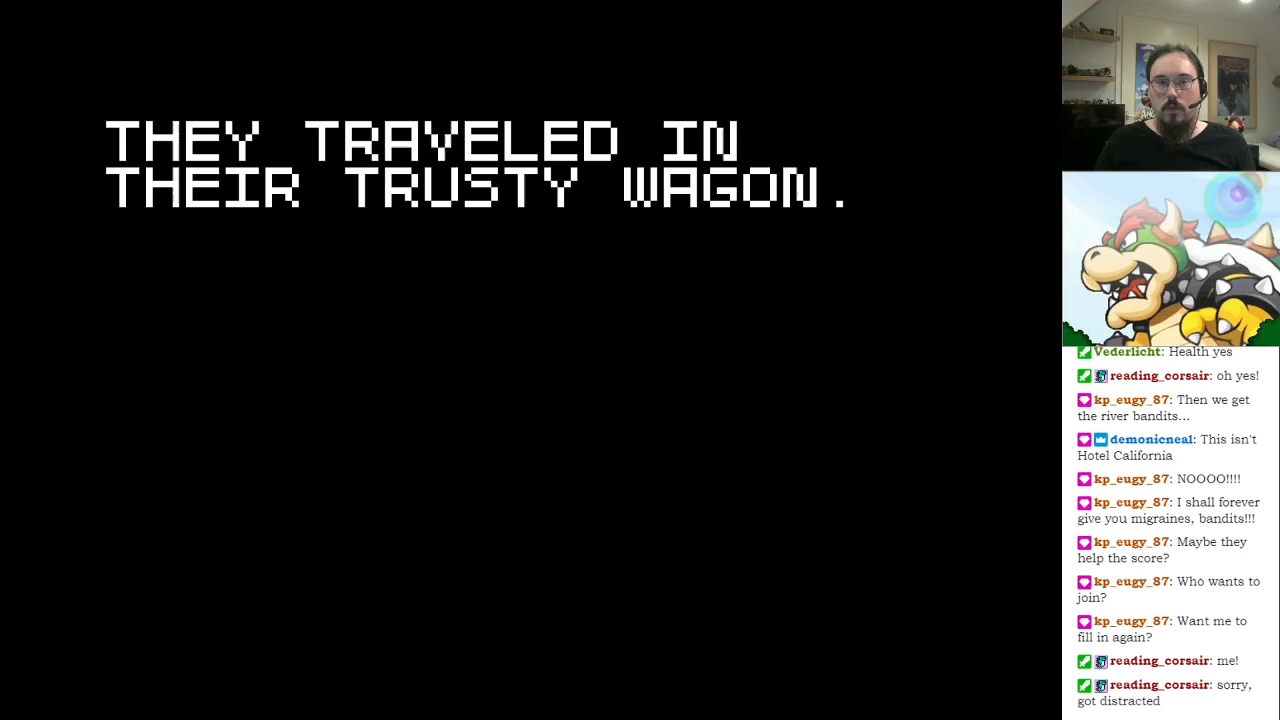 THEY TRAVELED IN
THEIR TRUSTY WAGON.
Vederlicht: Health yes
reading_corsair: oh yes!
kp_eugy_87: Then we get
the river bandits...
demonicneal: This isn't
Hotel California
kp_eugy_87: NOOOO!!!!
kp_eugy_87: I shall forever
give you migraines, bandits!!!
kp_eugy_87: Maybe they
help the score?
kp_eugy_87: Who wants to
join?
kp_eugy_87: Want me to
fill in again?
reading_corsair: me!
reading_corsair: sorry,
got distracted